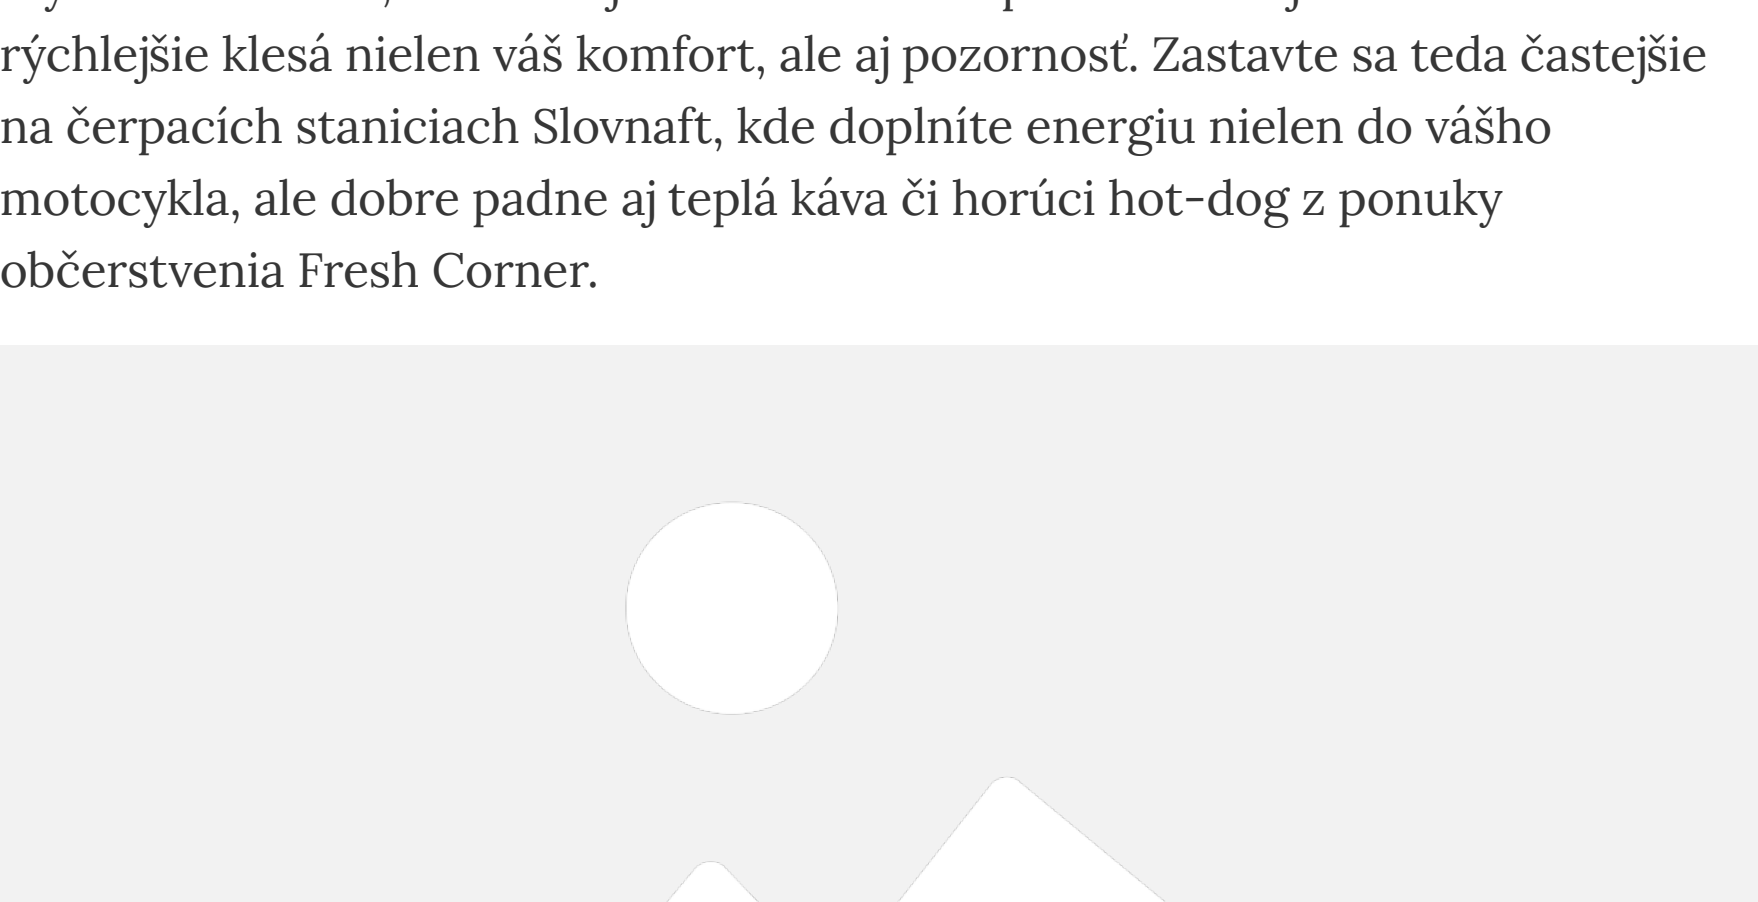 rýchlejšie klesá nielen váš komfort, ale aj pozornosť. Zastavte sa teda častejšie
na čerpacích staniciach Slovnaft, kde doplníte energiu nielen do vášho
motocykla, ale dobre padne aj teplá káva či horúci hot-dog z ponuky
občerstvenia Fresh Corner.